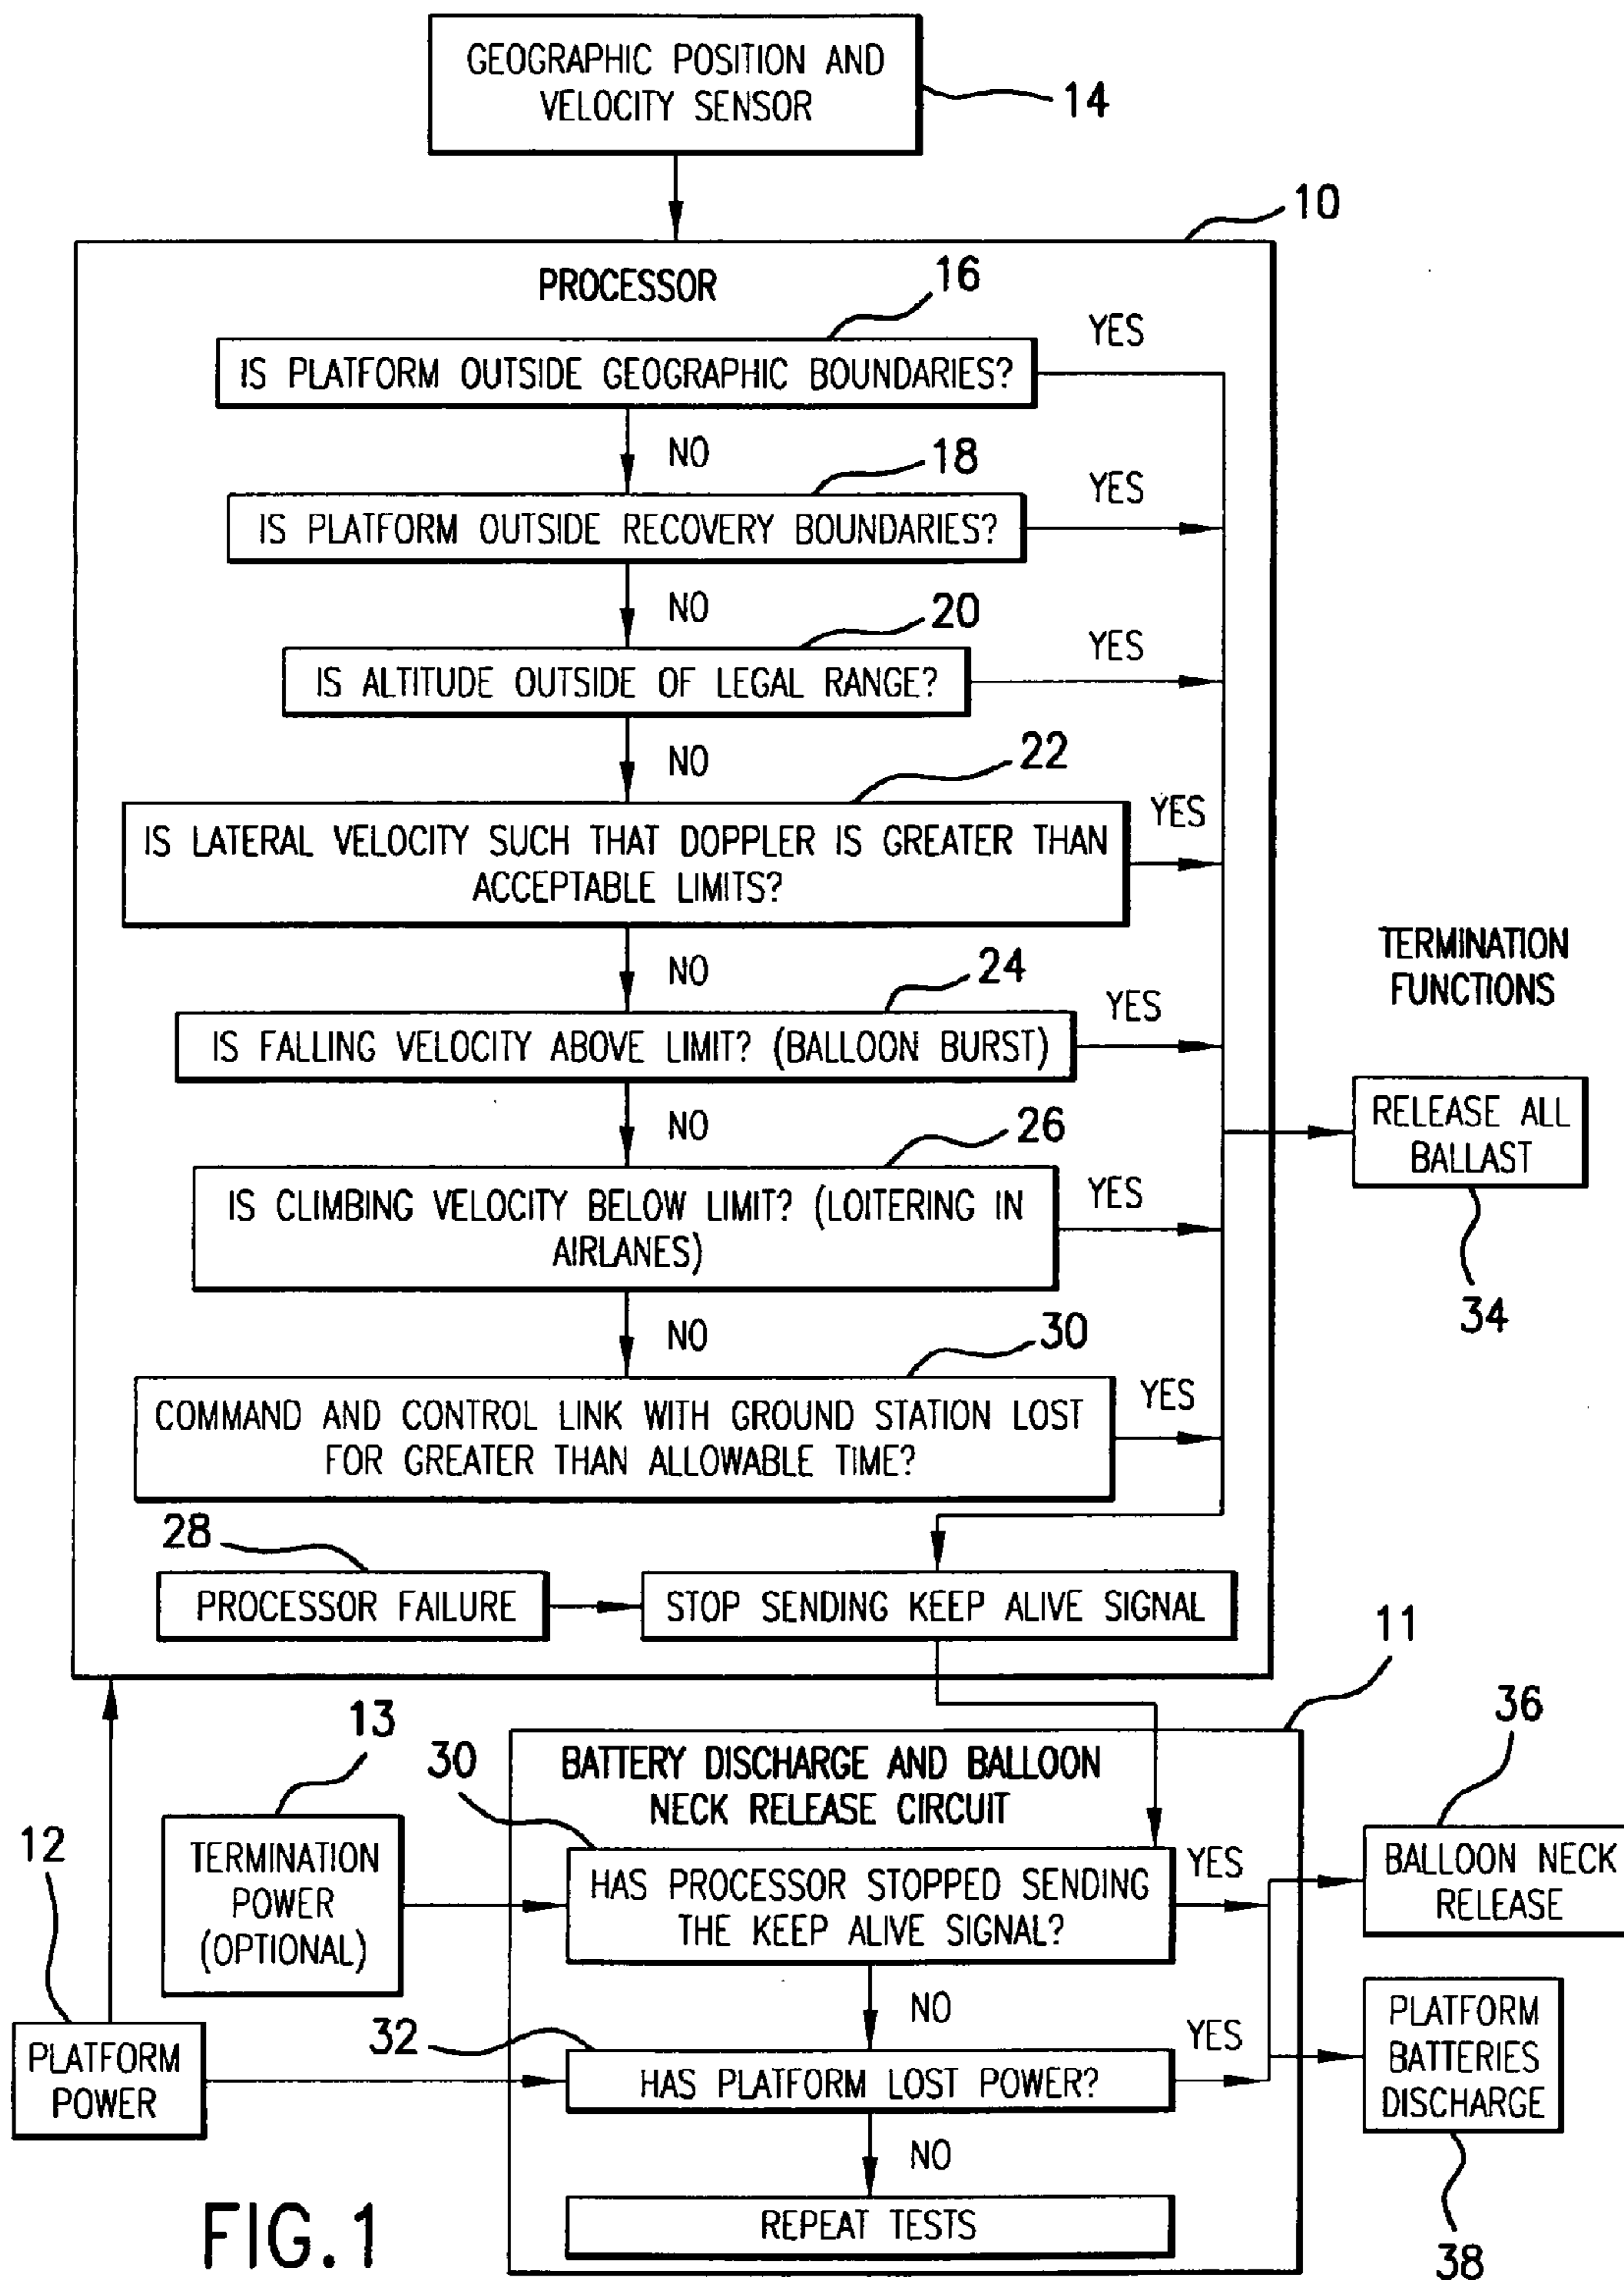 GEOGRAPHIC POSITION AND
VELOCITY SENSOR
14
10
PROCESSOR
16
YES
IS PLATFORM OUTSIDE GEOGRAPHIC BOUNDARIES?
NO
18
YES
IS PLATFORM OUTSIDE RECOVERY BOUNDARIES?
NO
20
YES
IS ALTITUDE OUTSIDE OF LEGAL RANGE?
NO
22
YES
IS LATERAL VELOCITY SUCH THAT DOPPLER IS GREATER THAN
ACCEPTABLE LIMITS?
NO
24
YES
IS FALLING VELOCITY ABOVE LIMIT? (BALLOON BURST)
TERMINATION
FUNCTIONS
RELEASE ALL
BALLAST
34
NO
26
YES
IS CLIMBING VELOCITY BELOW LIMIT? (LOITERING IN
AIRLANES)
NO
30
YES
COMMAND AND CONTROL LINK WITH GROUND STATION LOST
FOR GREATER THAN ALLOWABLE TIME?
28
PROCESSOR FAILURE
STOP SENDING KEEP ALIVE SIGNAL
11
13
30
BATTERY DISCHARGE AND BALLOON
NECK RELEASE CIRCUIT
36
12
TERMINATION
POWER
(OPTIONAL)
HAS PROCESSOR STOPPED SENDING
THE KEEP ALIVE SIGNAL?
YES
BALLOON NECK
RELEASE
NO
32
YES
PLATFORM
POWER
HAS PLATFORM LOST POWER?
PLATFORM
BATTERIES
DISCHARGE
NO
REPEAT TESTS
38
FIG.1